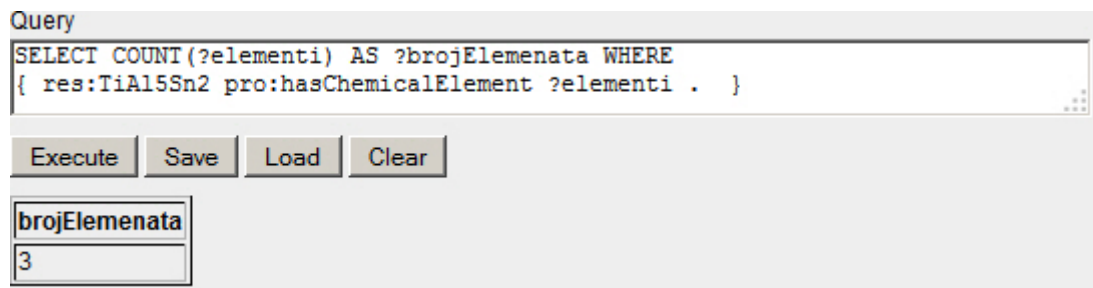 Query
SELECT COUNT(?elementi) AS ?brojElemenata WHERE
{ res:TiAl5Sn2 pro:hasChemicalElement ?elementi .  }
Execute Save Load Clear
brojElemenata
3